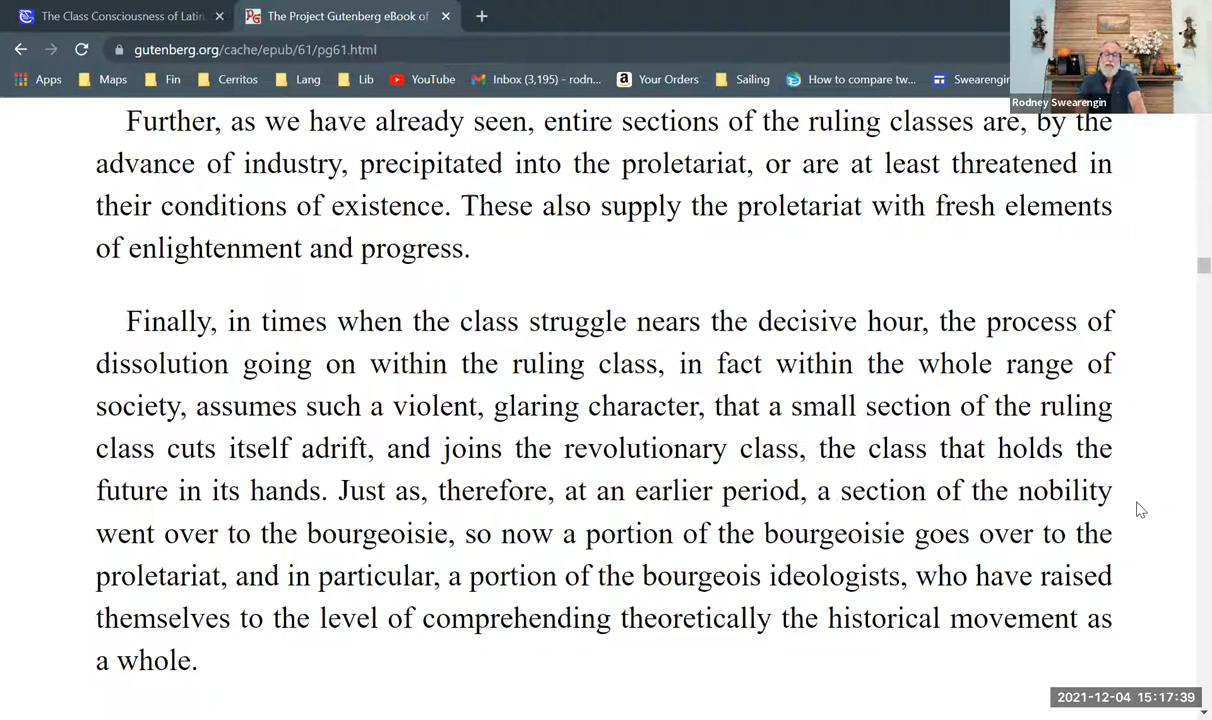 The Class Consciousness of Latin
The Project Gutenberg eBook of
gutenberg.org/cache/epub/61/pg61.html
Apps Maps Fin Cerritos Lang Lib YouTube Inbox (3,195) - rodn... Your Orders Sailing How to compare tw... Swearengin
Rodney Swearengin
Further, as we have already seen, entire sections of the ruling classes are, by the
advance of industry, precipitated into the proletariat, or are at least threatened in
their conditions of existence. These also supply the proletariat with fresh elements
of enlightenment and progress.
Finally, in times when the class struggle nears the decisive hour, the process of
dissolution going on within the ruling class, in fact within the whole range of
society, assumes such a violent, glaring character, that a small section of the ruling
class cuts itself adrift, and joins the revolutionary class, the class that holds the
future in its hands. Just as, therefore, at an earlier period, a section of the nobility
went over to the bourgeoisie, so now a portion of the bourgeoisie goes over to the
proletariat, and in particular, a portion of the bourgeois ideologists, who have raised
themselves to the level of comprehending theoretically the historical movement as
a whole.
2021-12-04 15:17:39